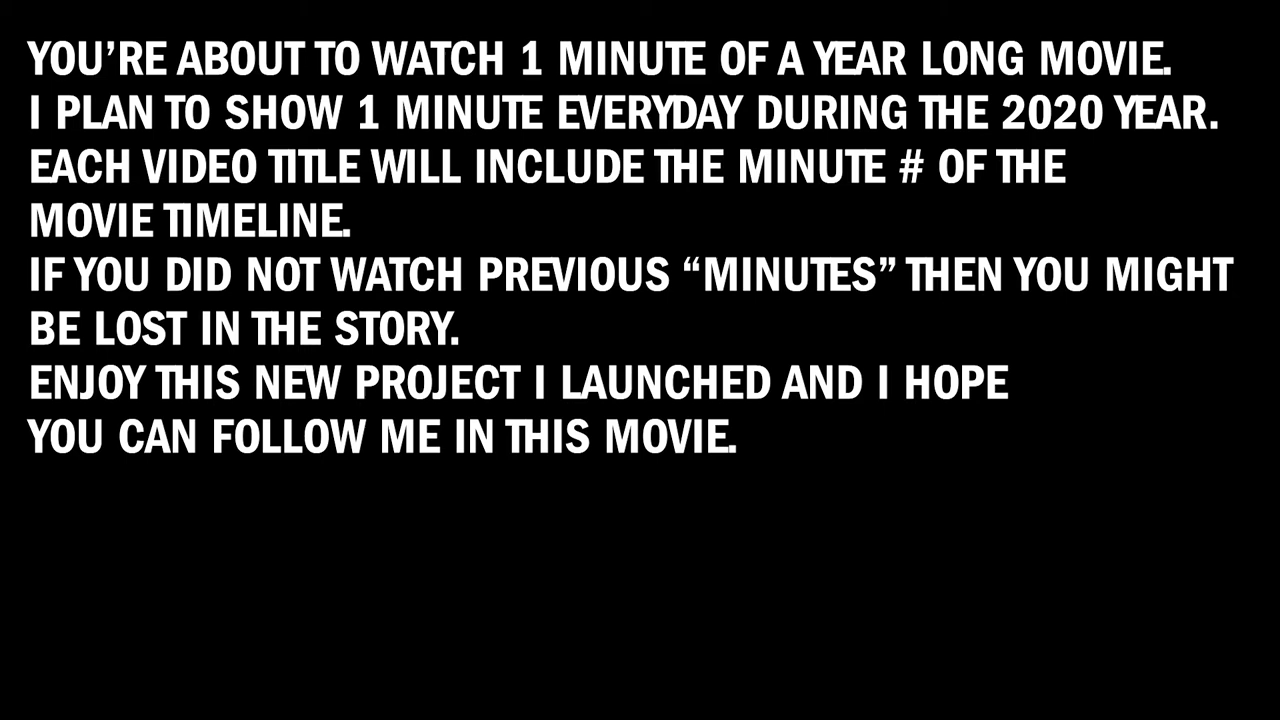 YOU’RE ABOUT TO WATCH 1 MINUTE OF A YEAR LONG MOVIE.
I PLAN TO SHOW 1 MINUTE EVERYDAY DURING THE 2020 YEAR.
EACH VIDEO TITLE WILL INCLUDE THE MINUTE # OF THE
MOVIE TIMELINE.
IF YOU DID NOT WATCH PREVIOUS “MINUTES” THEN YOU MIGHT
BE LOST IN THE STORY.
ENJOY THIS NEW PROJECT I LAUNCHED AND I HOPE
YOU CAN FOLLOW ME IN THIS MOVIE.